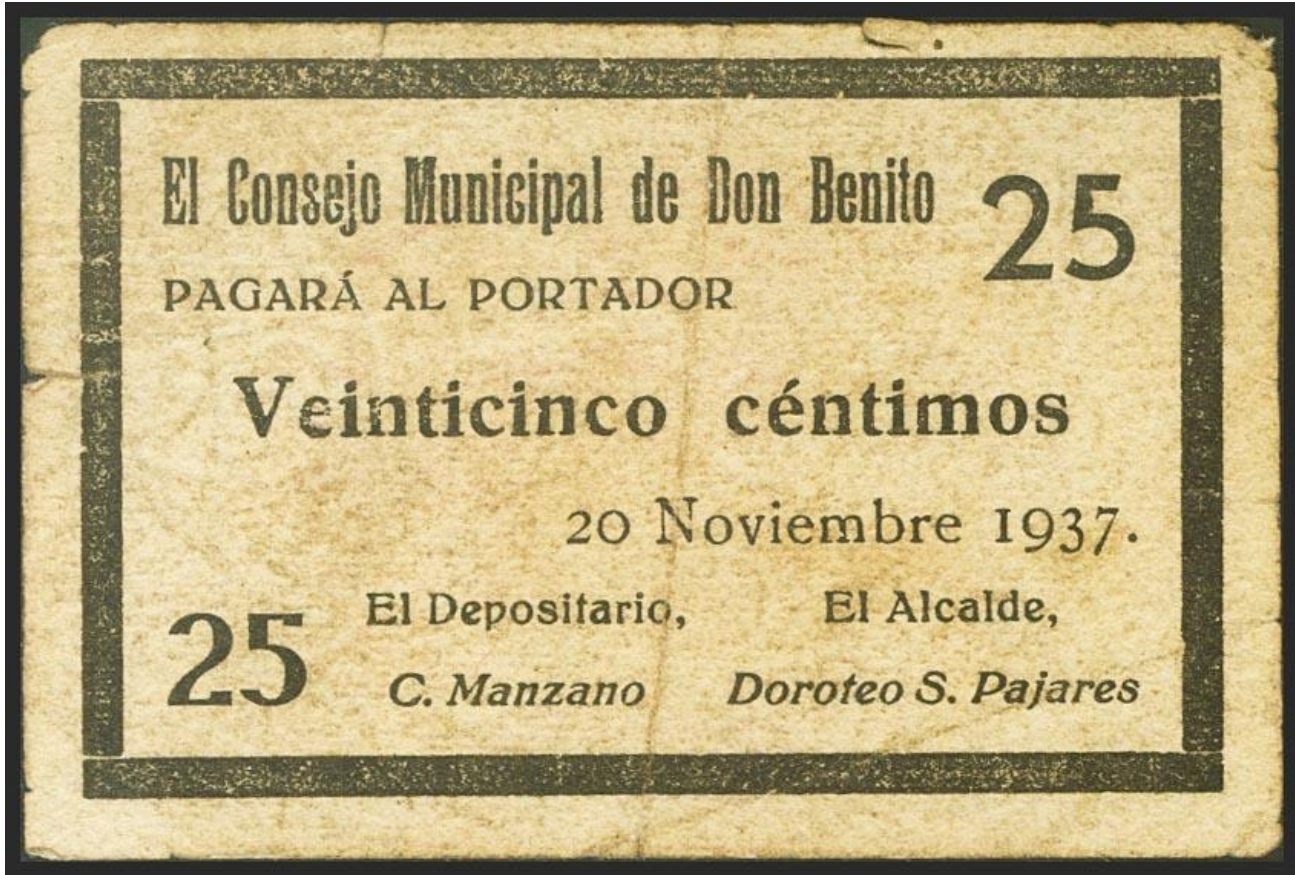 El Consejo Municipal de Don Benito 25
PAGARÁ AL PORTADOR
Veinticinco céntimos
20 Noviembre 1937.
El Depositario, El Alcalde,
25 C. Manzano Doroteo S. Pajares